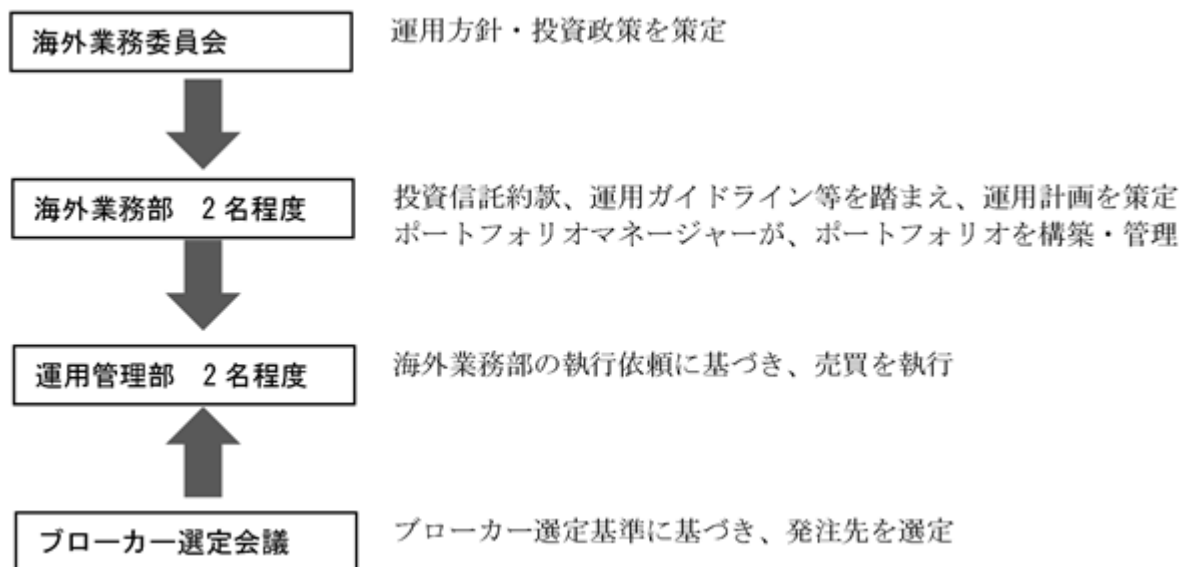 海外業務委員会 運用方針・投資政策を策定
海外業務部 2名程度 投資信託約款、運用ガイドライン等を踏まえ、運用計画を策定
ポートフォリオマネージャーが、ポートフォリオを構築・管理
運用管理部 2名程度 海外業務部の執行依頼に基づき、売買を執行
ブローカー選定会議 ブローカー選定基準に基づき、発注先を選定